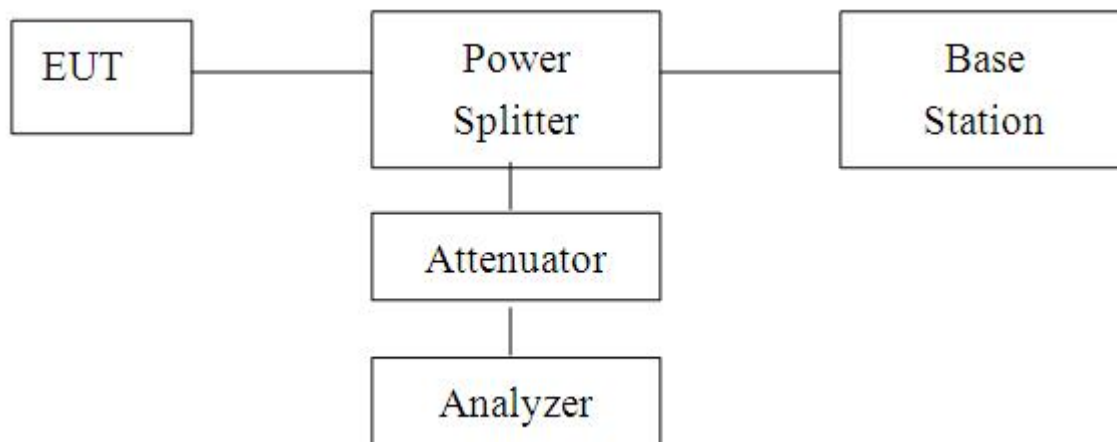 EUT
Power
Splitter
Base
Station
Attenuator
Analyzer